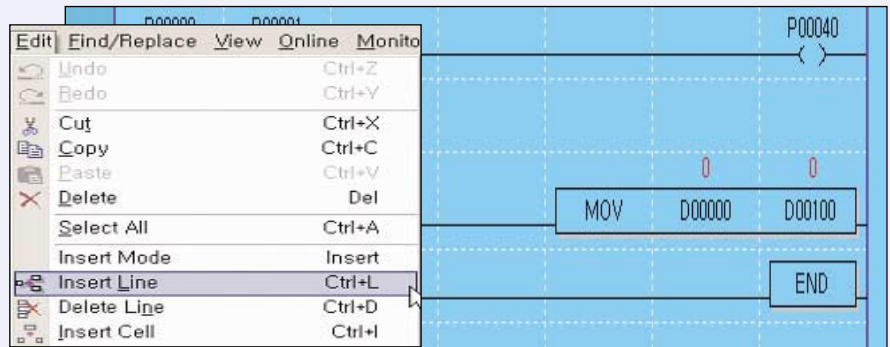 D00000 D00001
P00040
Edit Find/Replace View Online Monito
Undo Ctrl+Z
Redo Ctrl+Y
Cut Ctrl+X
Copy Ctrl+C
Paste Ctrl+V
Delete Del
Select All Ctrl+A
Insert Mode Insert
Insert Line Ctrl+L
Delete Line Ctrl+D
Insert Cell Ctrl+I
0 0
MOV D00000 D00100
END